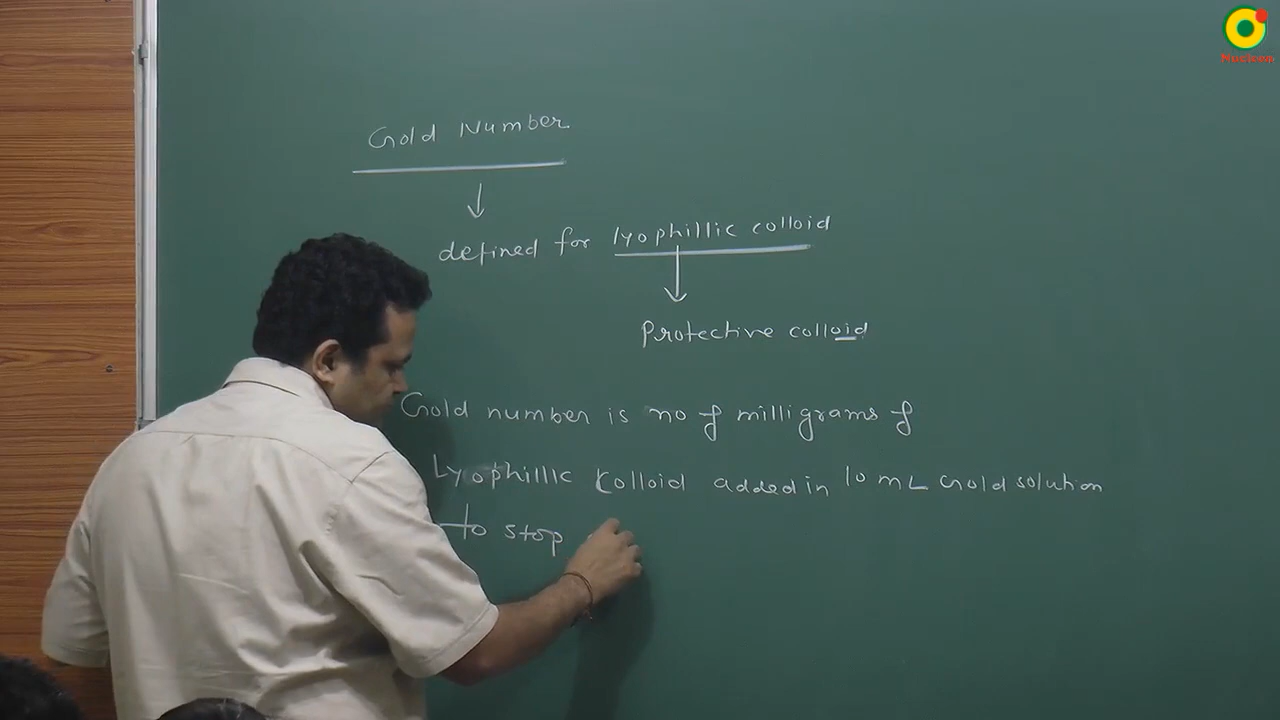 Gold Number
defined for lyophillic colloid
Protective colloid
Gold number is no of milligrams of
Lyophillic colloid added in 10 mL Gold solution
to stop